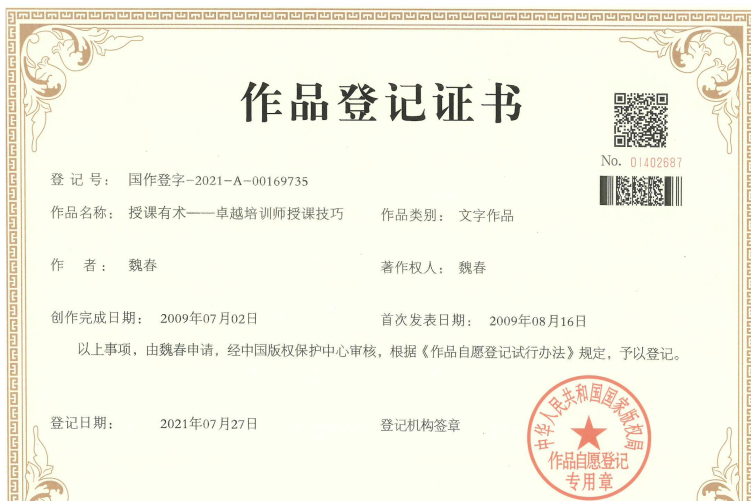 作品登记证书
No. 01402687
登 记 号： 国作登字-2021-A-00169735
作品名称： 授课有术——卓越培训师授课技巧 作品类别： 文字作品
作 者： 魏春 著作权人： 魏春
创作完成日期： 2009年07月02日 首次发表日期： 2009年08月16日
以上事项，由魏春申请，经中国版权保护中心审核，根据《作品自愿登记试行办法》规定，予以登记。
登记日期： 2021年07月27日 登记机构签章
中华人民共和国国家版权局
作品自愿登记
专用章